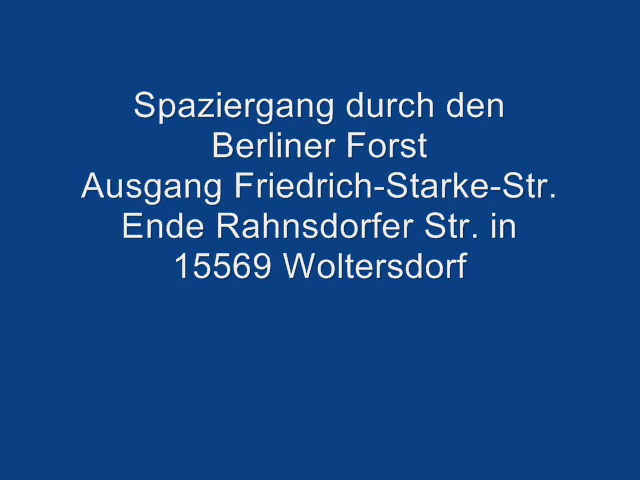 Spaziergang durch den
Berliner Forst
Ausgang Friedrich-Starke-Str.
Ende Rahnsdorfer Str. in
15569 Woltersdorf